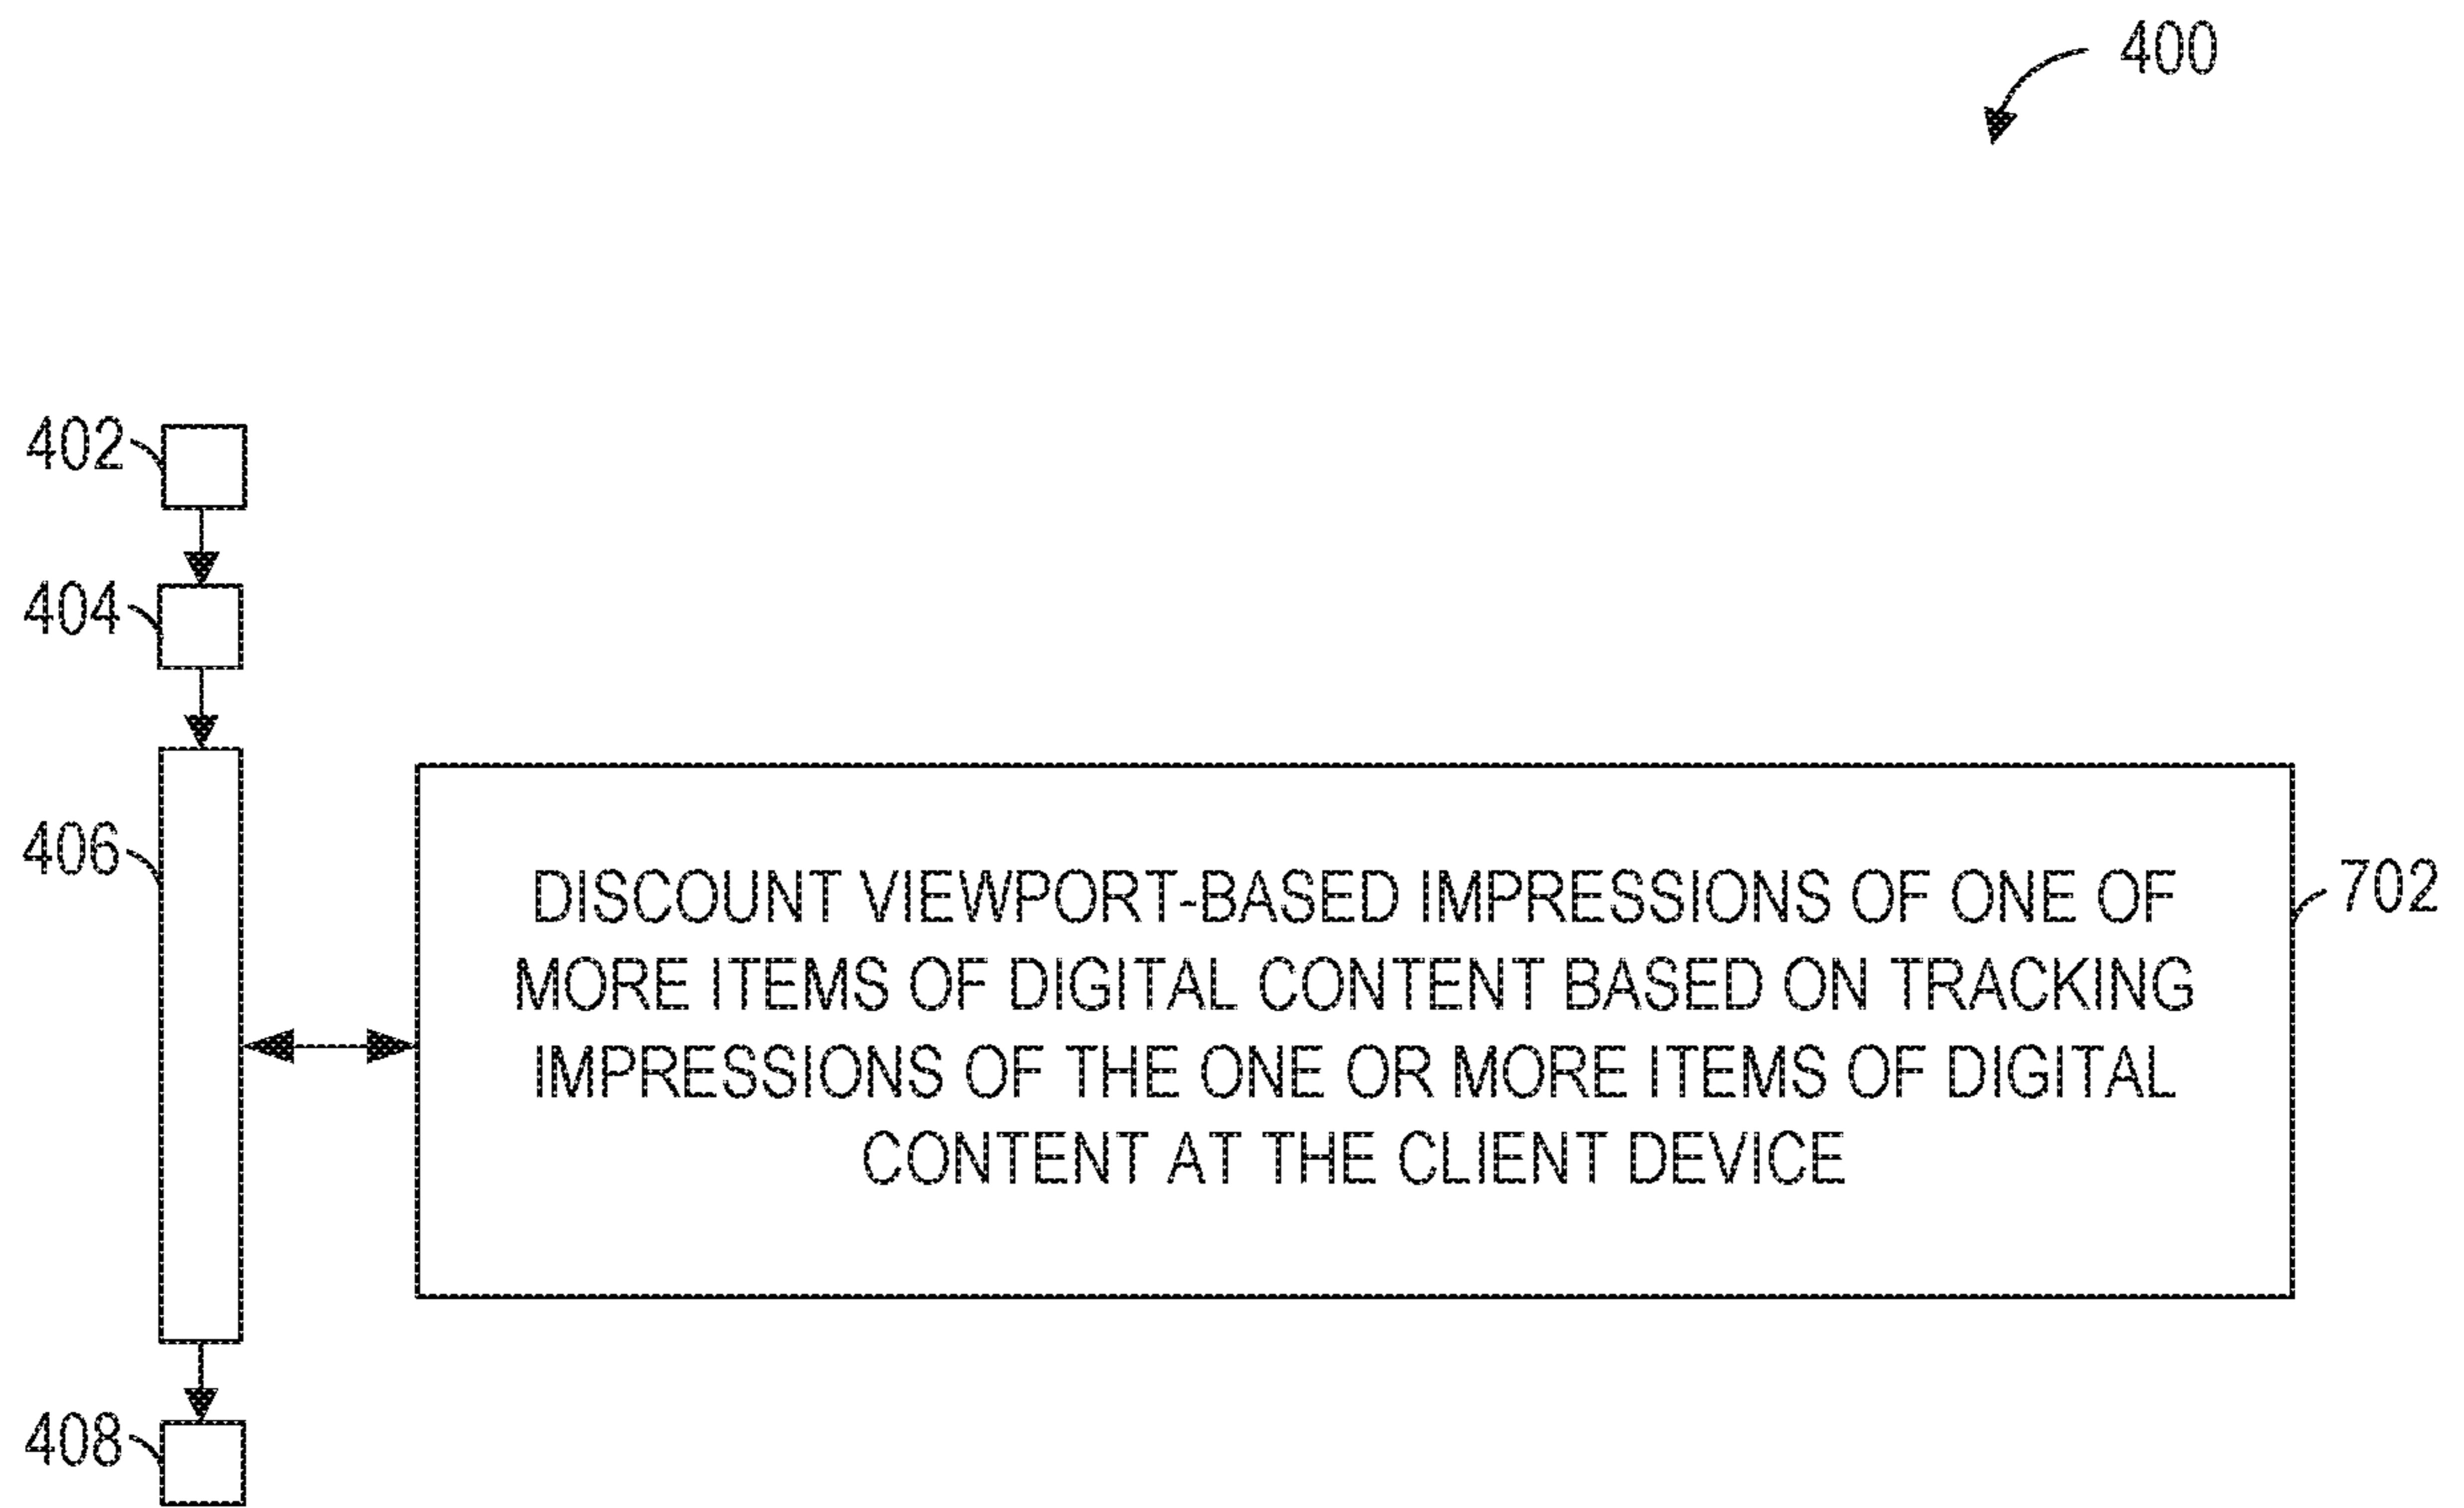 400
402
404
406
DISCOUNT VIEWPORT-BASED IMPRESSIONS OF ONE OF
MORE ITEMS OF DIGITAL CONTENT BASED ON TRACKING
IMPRESSIONS OF THE ONE OR MORE ITEMS OF DIGITAL
CONTENT AT THE CLIENT DEVICE
702
408